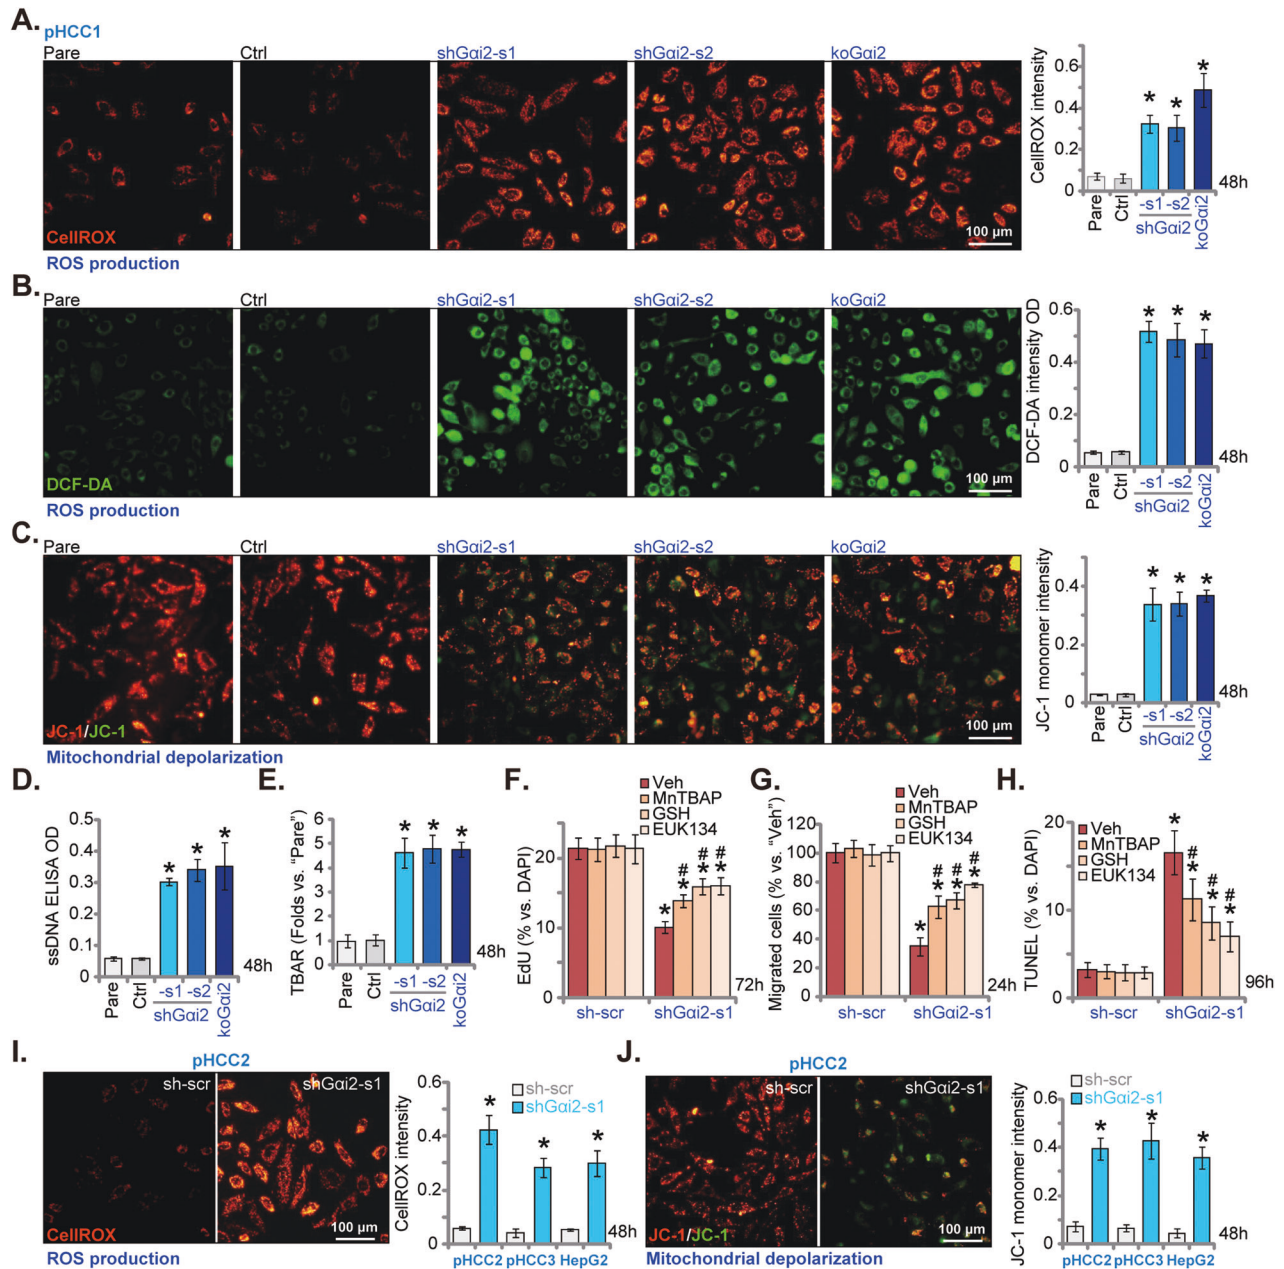 A.
pHCC1
Pare Ctrl shGαi2-s1 shGαi2-s2 koGαi2
CellROX
100 µm
ROS production
CellROX intensity
0.6
0.4
0.2
0
* * *
48h
Pare Ctrl -s1 -s2 koGαi2
shGαi2
B.
Pare Ctrl shGαi2-s1 shGαi2-s2 koGαi2
DCF-DA
100 µm
ROS production
DCF-DA intensity OD
0.6
0.4
0.2
0
* * *
48h
Pare Ctrl -s1 -s2 koGαi2
shGαi2
C.
Pare Ctrl shGαi2-s1 shGαi2-s2 koGαi2
JC-1/JC-1
100 µm
Mitochondrial depolarization
JC-1 monomer intensity
0.4
0.2
0
* * *
48h
Pare Ctrl -s1 -s2 koGαi2
shGαi2
D.
ssDNA ELISA OD
0.5
0.4
0.3
0.2
0.1
0
* * *
48h
Pare Ctrl -s1 -s2 koGαi2
shGαi2
E.
TBAR (Folds vs. “Pare”)
6
5
4
3
2
1
0
* * *
48h
Pare Ctrl -s1 -s2 koGαi2
shGαi2
F.
Veh
MnTBAP
GSH
EUK134
EdU (% vs. DAPI)
20
10
0
# # #
* * * *
72h
sh-scr shGαi2-s1
G.
Veh
MnTBAP
GSH
EUK134
Migrated cells (% vs. “Veh”)
120
100
80
60
40
20
0
# # #
* * * *
24h
sh-scr shGαi2-s1
H.
Veh
MnTBAP
GSH
EUK134
TUNEL (% vs. DAPI)
20
10
0
# # #
* * * *
96h
sh-scr shGαi2-s1
I.
pHCC2
sh-scr shGαi2-s1
CellROX
100 µm
ROS production
CellROX intensity
0.6
0.4
0.2
0
sh-scr
shGαi2-s1
* * *
48h
pHCC2 pHCC3 HepG2
J.
pHCC2
sh-scr shGαi2-s1
JC-1/JC-1
100 µm
Mitochondrial depolarization
JC-1 monomer intensity
0.6
0.4
0.2
0
sh-scr
shGαi2-s1
* * *
48h
pHCC2 pHCC3 HepG2